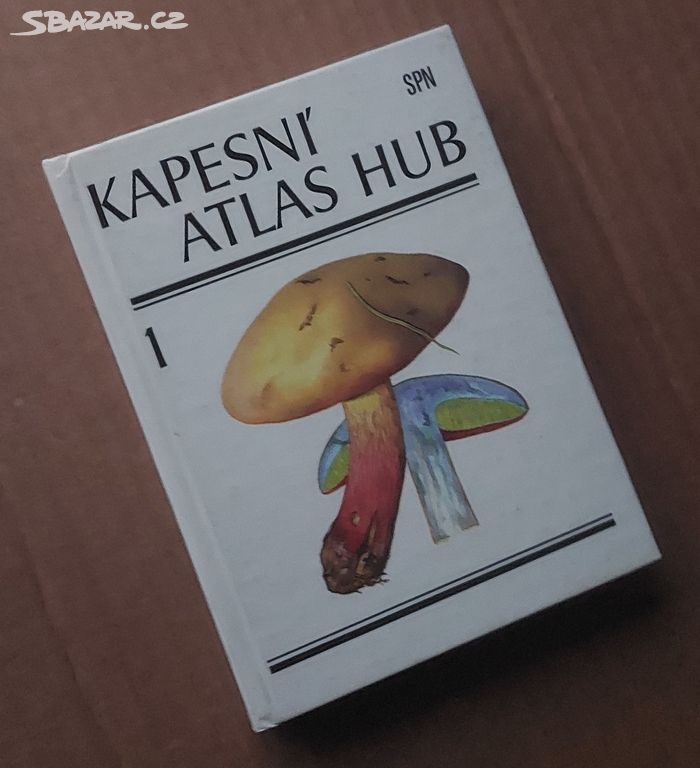 SBAZAR.CZ
SPN
KAPESNÍ
ATLAS HUB
1